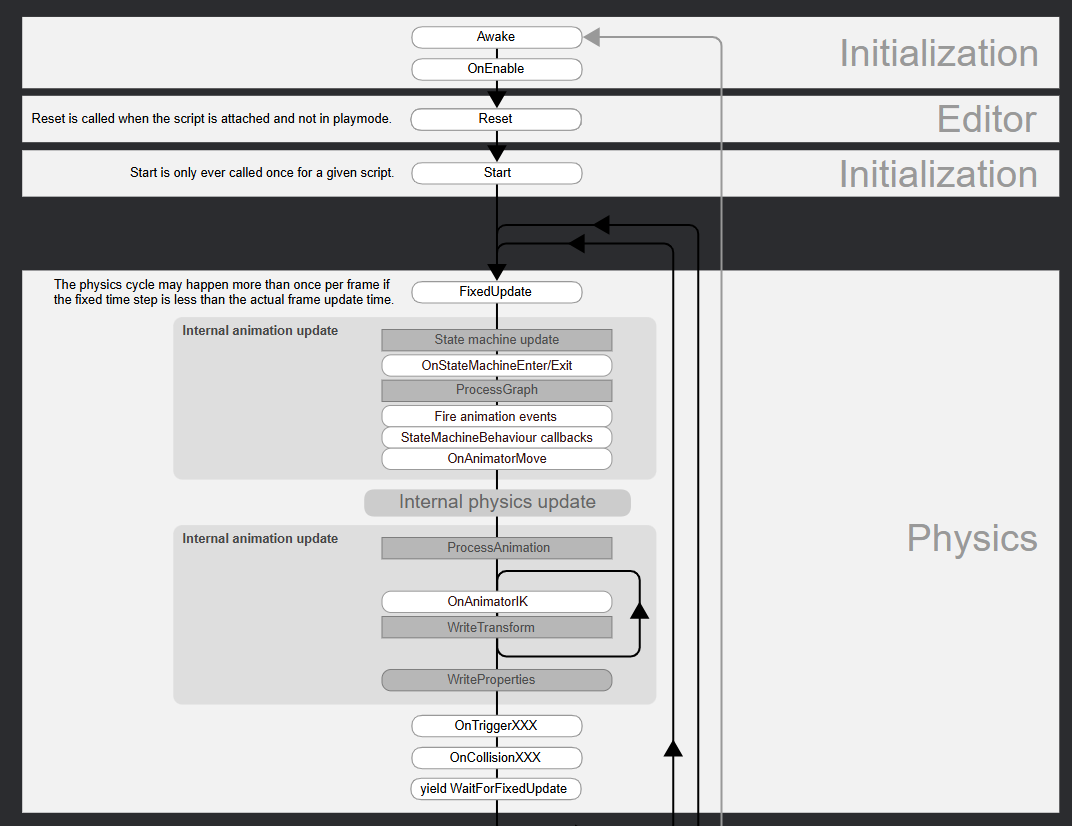 Awake
Initialization
OnEnable
Reset is called when the script is attached and not in playmode.
Reset
Editor
Start is only ever called once for a given script.
Start
Initialization
The physics cycle may happen more than once per frame if
the fixed time step is less than the actual frame update time.
FixedUpdate
Internal animation update
State machine update
OnStateMachineEnter/Exit
ProcessGraph
Fire animation events
StateMachineBehaviour callbacks
OnAnimatorMove
Internal physics update
Internal animation update
Physics
ProcessAnimation
OnAnimatorIK
WriteTransform
WriteProperties
OnTriggerXXX
OnCollisionXXX
yield WaitForFixedUpdate